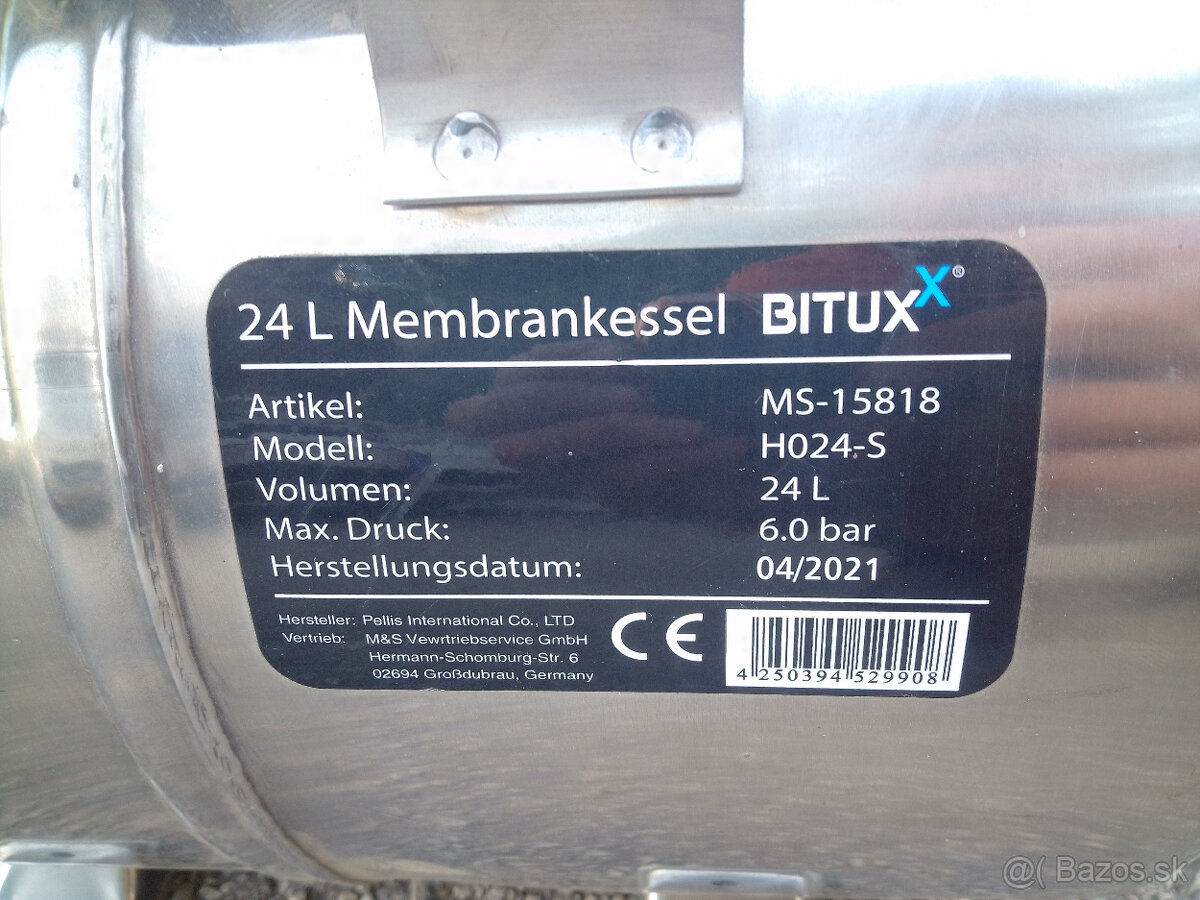 24 L Membrankessel BITUXX®
Artikel: MS-15818
Modell: H024-S
Volumen: 24 L
Max. Druck: 6.0 bar
Herstellungsdatum: 04/2021
Hersteller: Pellis International Co., LTD
Vertrieb: M&S Vewrtriebservice GmbH
Hermann-Schomburg-Str. 6
02694 Großdubrau, Germany
CE
4 250394 529908
@( Bazos.sk